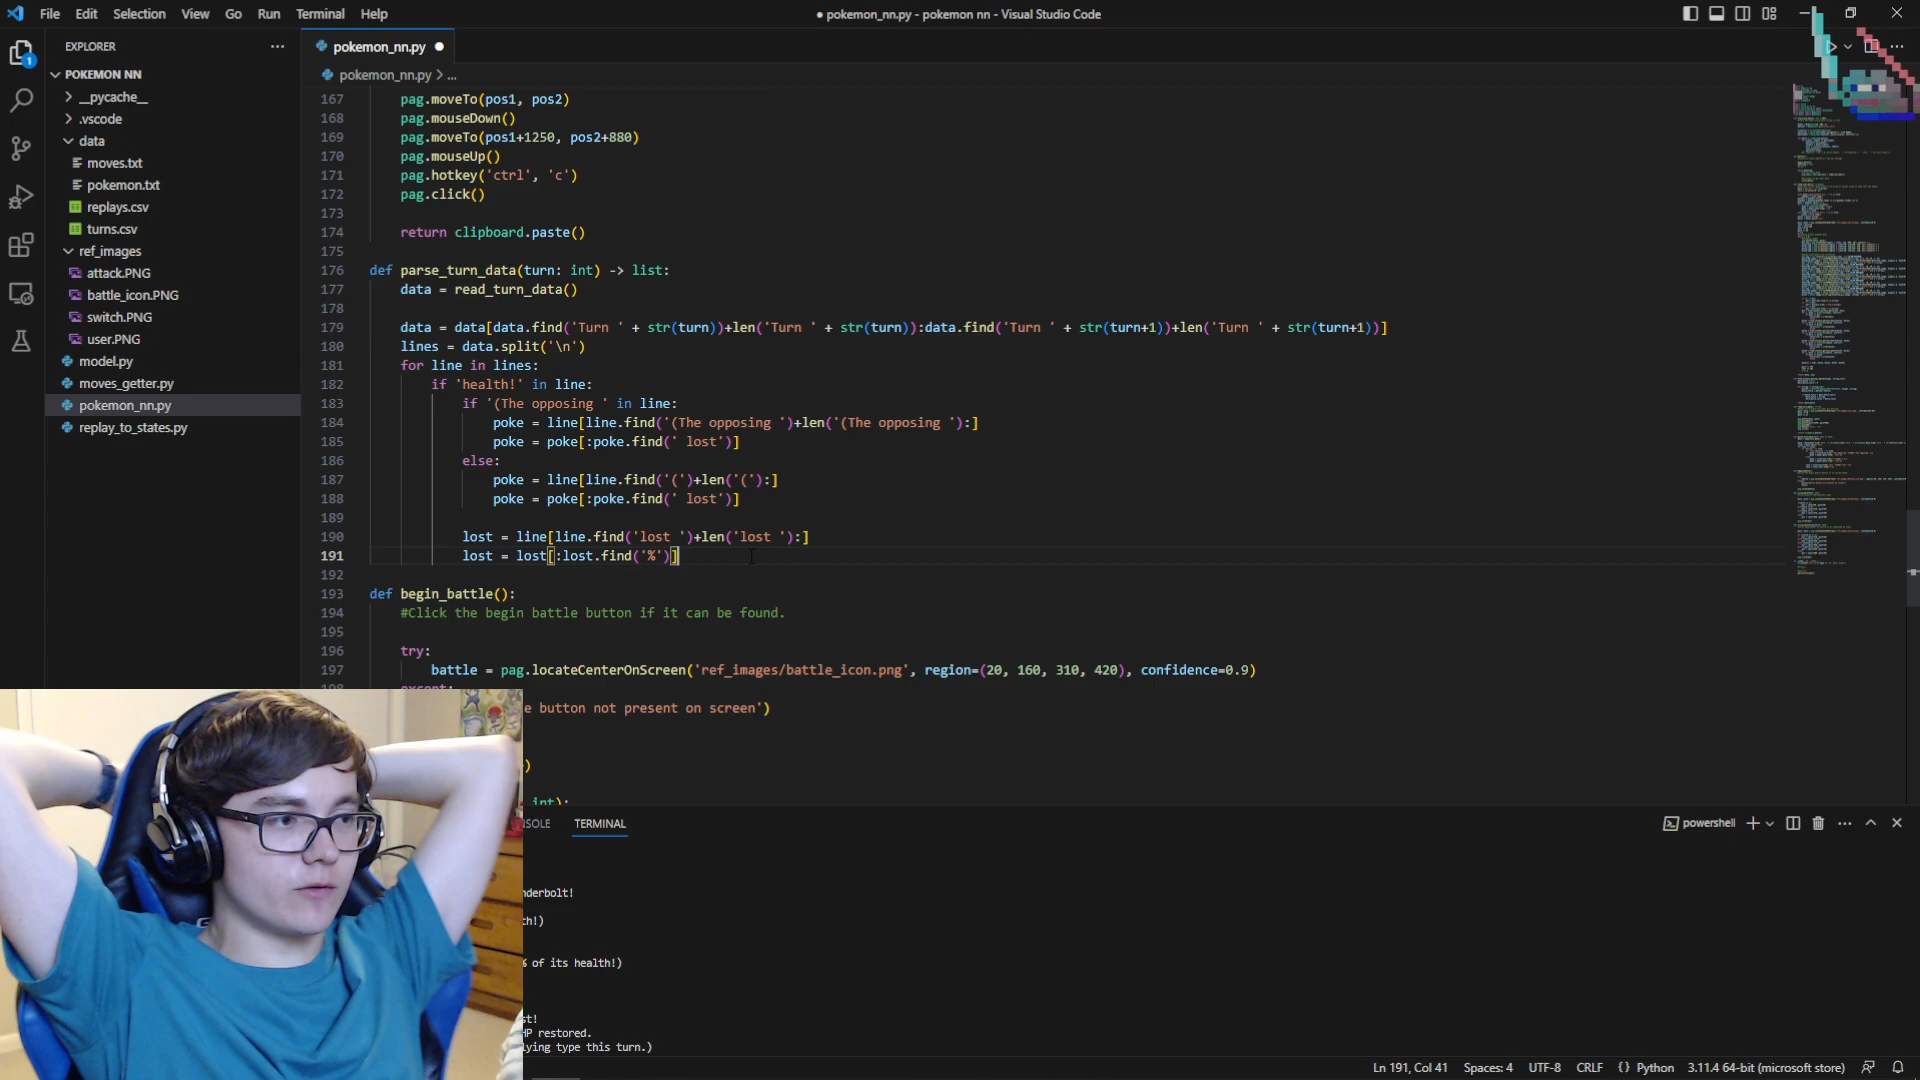 File Edit Selection View Go Run Terminal Help
● pokemon_nn.py - pokemon nn - Visual Studio Code
EXPLORER
POKEMON NN
__pycache__
.vscode
data
moves.txt
pokemon.txt
replays.csv
turns.csv
ref_images
attack.PNG
battle_icon.PNG
switch.PNG
user.PNG
model.py
moves_getter.py
pokemon_nn.py
replay_to_states.py
1
pokemon_nn.py ●
pokemon_nn.py > ...
167 pag.moveTo(pos1, pos2)
168 pag.mouseDown()
169 pag.moveTo(pos1+1250, pos2+880)
170 pag.mouseUp()
171 pag.hotkey('ctrl', 'c')
172 pag.click()
173
174 return clipboard.paste()
175
176 def parse_turn_data(turn: int) -> list:
177 data = read_turn_data()
178
179 data = data[data.find('Turn ' + str(turn))+len('Turn ' + str(turn)):data.find('Turn ' + str(turn+1))+len('Turn ' + str(turn+1))]
180 lines = data.split('\n')
181 for line in lines:
182 if 'health!' in line:
183 if '(The opposing ' in line:
184 poke = line[line.find('(The opposing ')+len('(The opposing '):]
185 poke = poke[:poke.find(' lost')]
186 else:
187 poke = line[line.find('(')+len('('):]
188 poke = poke[:poke.find(' lost')]
189
190 lost = line[line.find('lost ')+len('lost '):]
191 lost = lost[:lost.find('%')]
192
193 def begin_battle():
194 #Click the begin battle button if it can be found.
195
196 try:
197 battle = pag.locateCenterOnScreen('ref_images/battle_icon.png', region=(20, 160, 310, 420), confidence=0.9)
198 except:
e button not present on screen')
)
int):
SOLE TERMINAL
powershell
nderbolt!
ch!)
% of its health!)
st!
HP restored.
lying type this turn.)
Ln 191, Col 41 Spaces: 4 UTF-8 CRLF {} Python 3.11.4 64-bit (microsoft store)